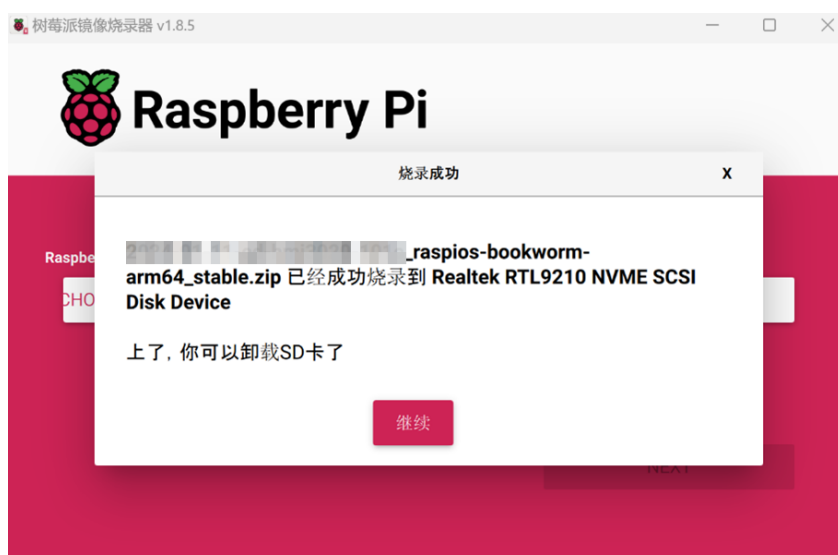 树莓派镜像烧录器 v1.8.5
Raspberry Pi
烧录成功
X
Raspbe
CHO
_raspios-bookworm-
arm64_stable.zip 已经成功烧录到 Realtek RTL9210 NVME SCSI
Disk Device
上了, 你可以卸载SD卡了
继续
NEXT